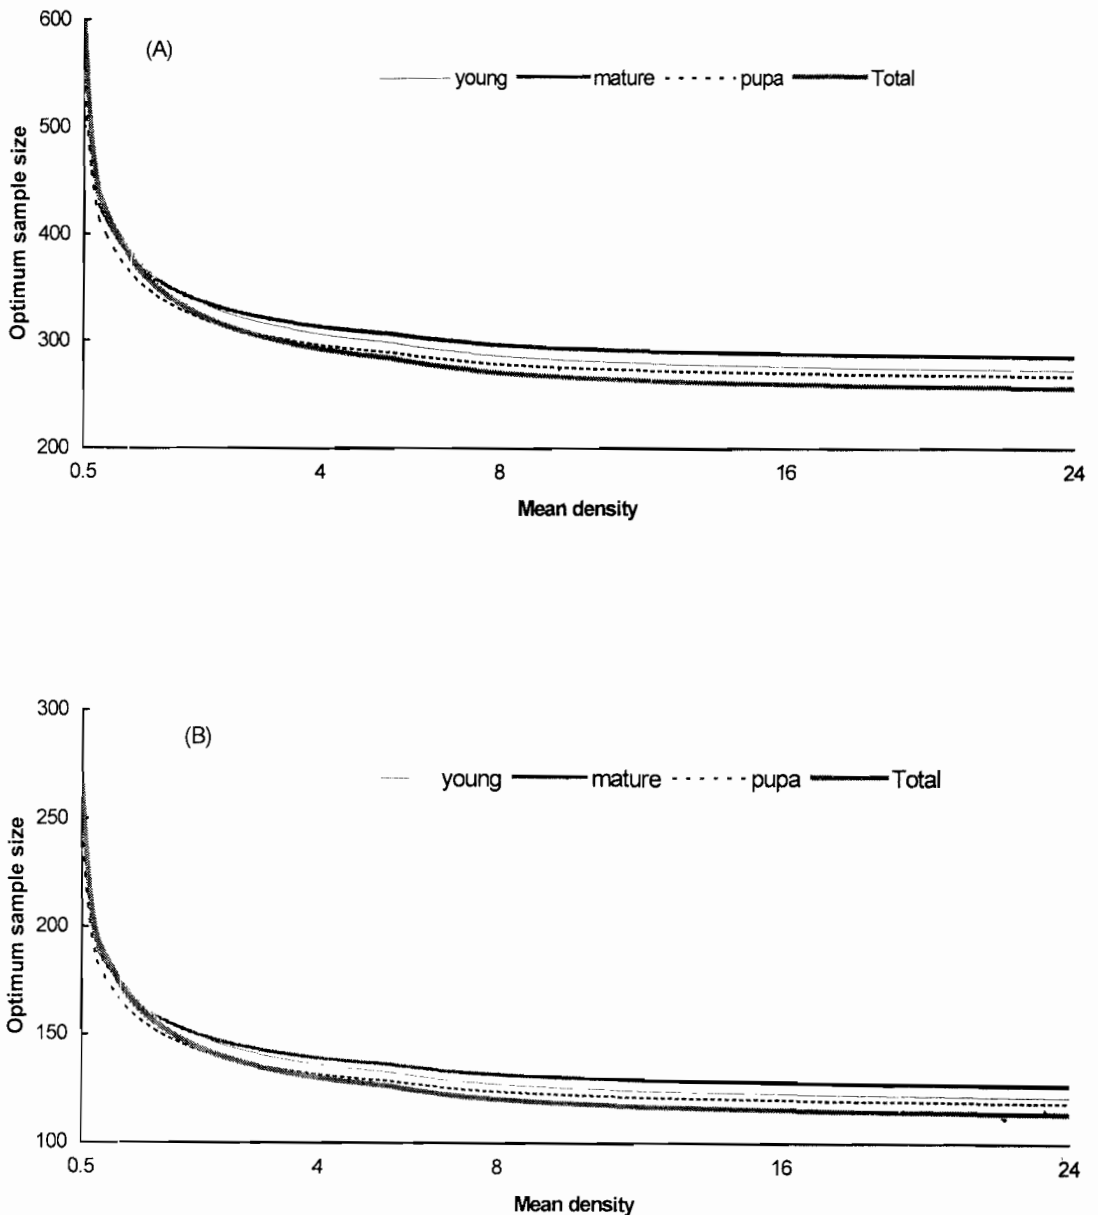 600
(A)
young mature pupa Total
500
400
300
200
Optimum sample size
0.5 4 8 16 24
Mean density
300
(B)
young mature pupa Total
250
200
150
100
Optimum sample size
0.5 4 8 16 24
Mean density